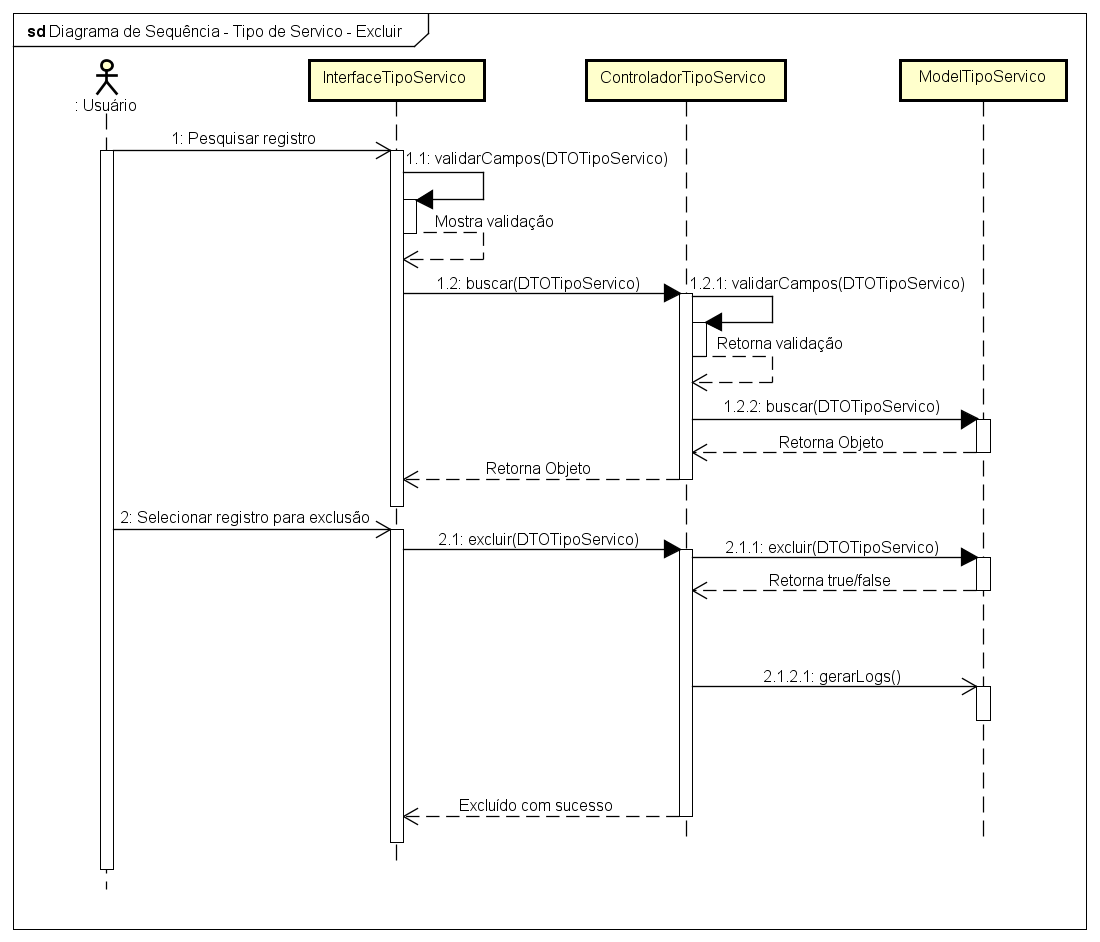 sd Diagrama de Sequência - Tipo de Servico - Excluir
: Usuário
InterfaceTipoServico
ControladorTipoServico
ModelTipoServico
1: Pesquisar registro
1.1: validarCampos(DTOTipoServico)
Mostra validação
1.2: buscar(DTOTipoServico)
1.2.1: validarCampos(DTOTipoServico)
Retorna validação
1.2.2: buscar(DTOTipoServico)
Retorna Objeto
Retorna Objeto
2: Selecionar registro para exclusão
2.1: excluir(DTOTipoServico)
2.1.1: excluir(DTOTipoServico)
Retorna true/false
2.1.2.1: gerarLogs()
Excluído com sucesso